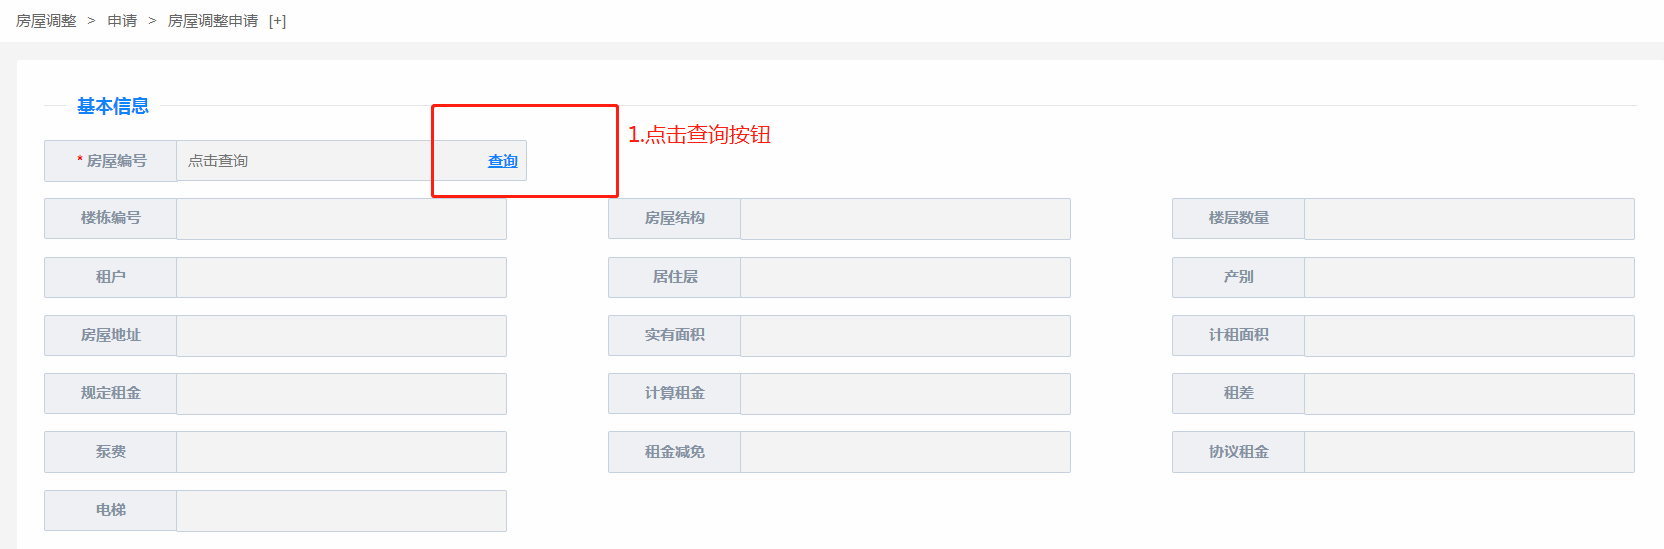 房屋调整 > 申请 > 房屋调整申请 [+]
基本信息
1.点击查询按钮
* 房屋编号 点击查询 查询
楼栋编号 房屋结构 楼层数量
租户 居住层 产别
房屋地址 实有面积 计租面积
规定租金 计算租金 租差
泵费 租金减免 协议租金
电梯